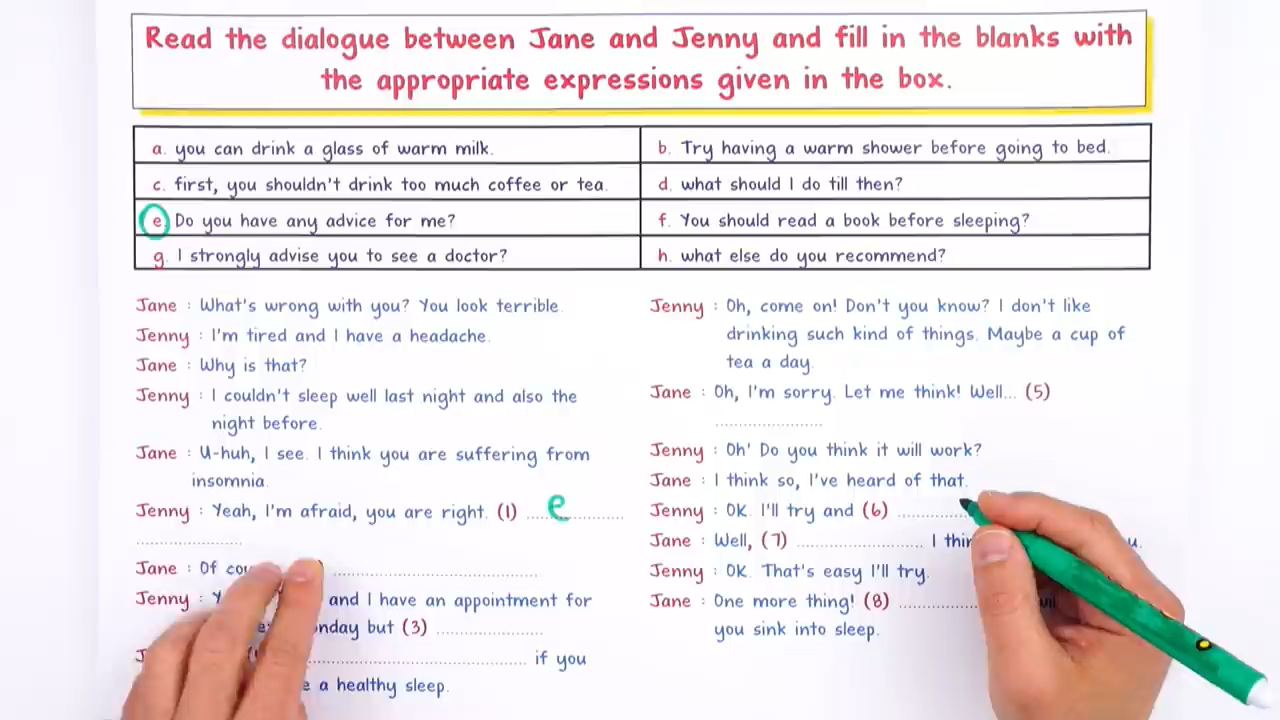 Read the dialogue between Jane and Jenny and fill in the blanks with
the appropriate expressions given in the box.
a. you can drink a glass of warm milk.
b. Try having a warm shower before going to bed.
c. first, you shouldn't drink too much coffee or tea.
d. what should I do till then?
e. Do you have any advice for me?
f. You should read a book before sleeping?
g. I strongly advise you to see a doctor?
h. what else do you recommend?
Jane : What's wrong with you? You look terrible.
Jenny : I'm tired and I have a headache.
Jane : Why is that?
Jenny : I couldn't sleep well last night and also the
night before.
Jane : U-huh, I see. I think you are suffering from
insomnia.
Jenny : Yeah, I'm afraid, you are right. (1) ..... e .....
.....................
Jane : Of ..........................................
Jenny : and I have an appointment for
but (3) .....................
............................................ if you
a healthy sleep.
Jenny : Oh, come on! Don't you know? I don't like
drinking such kind of things. Maybe a cup of
tea a day.
Jane : Oh, I'm sorry. Let me think! Well... (5)
.....................
Jenny : Oh' Do you think it will work?
Jane : I think so, I've heard of that.
Jenny : OK. I'll try and (6) ..............
Jane : Well, (7) ......................... I
Jenny : OK. That's easy I'll try.
Jane : One more thing! (8) ................
you sink into sleep.